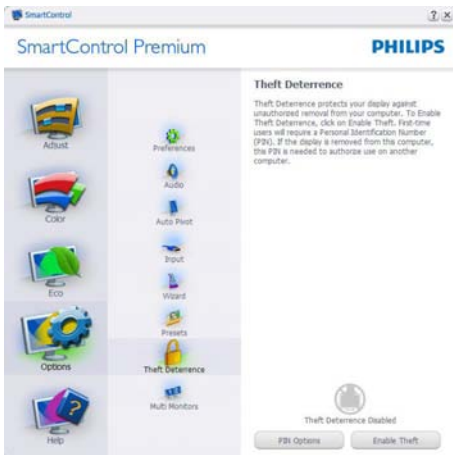 SmartControl
SmartControl Premium
PHILIPS
Adjust
Color
Eco
Options
Help
Preferences
Audio
Auto Pivot
Input
Wizard
Presets
Theft Deterrence
Multi Monitors
Theft Deterrence
Theft Deterrence protects your display against
unauthorized removal from your computer. To Enable
Theft Deterrence, click on Enable Theft. First-time
users will require a Personal Identification Number
(PIN). If the display is removed from this computer,
the PIN is needed to authorize use on another
computer.
Theft Deterrence Disabled
PIN Options
Enable Theft